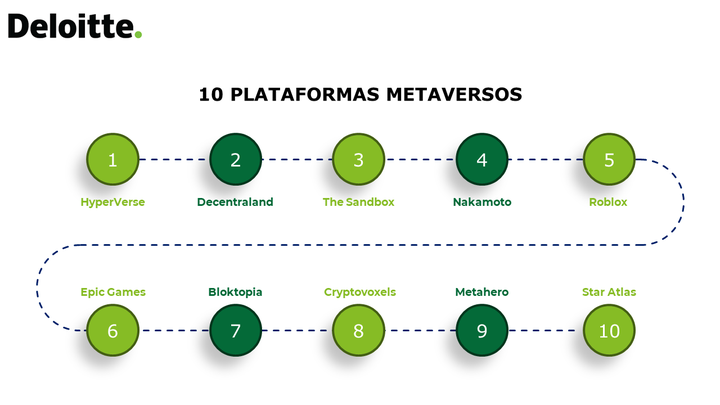 Deloitte.
10 PLATAFORMAS METAVERSOS
1
2
3
4
5
HyperVerse
Decentraland
The Sandbox
Nakamoto
Roblox
Epic Games
Bloktopia
Cryptovoxels
Metahero
Star Atlas
6
7
8
9
10